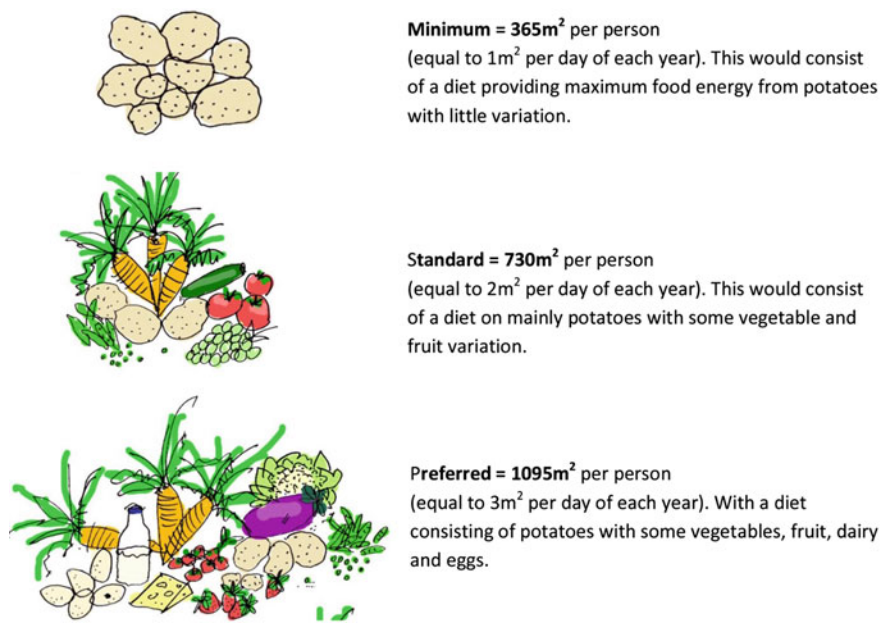 Minimum = 365m² per person
(equal to 1m² per day of each year). This would consist
of a diet providing maximum food energy from potatoes
with little variation.
Standard = 730m² per person
(equal to 2m² per day of each year). This would consist
of a diet on mainly potatoes with some vegetable and
fruit variation.
Preferred = 1095m² per person
(equal to 3m² per day of each year). With a diet
consisting of potatoes with some vegetables, fruit, dairy
and eggs.